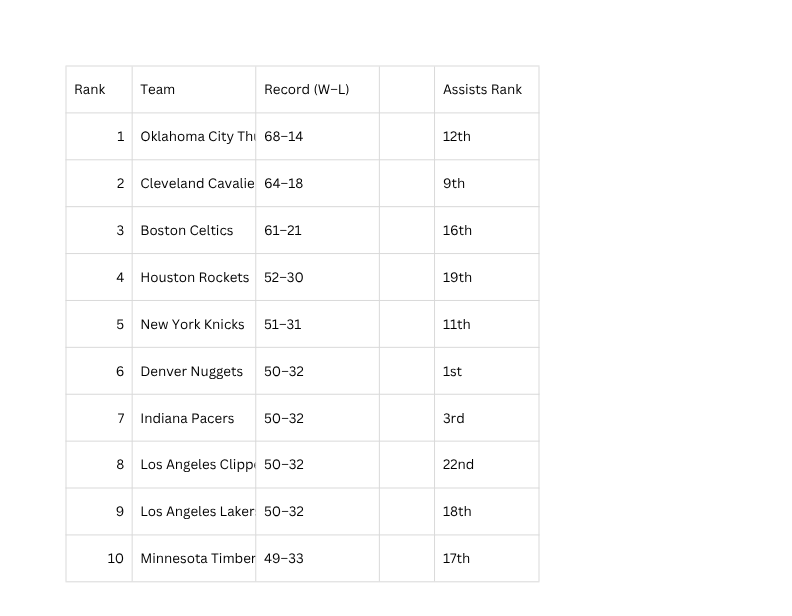 Rank Team Record (W–L) Assists Rank
1 Oklahoma City Th 68–14 12th
2 Cleveland Cavalie 64–18 9th
3 Boston Celtics 61–21 16th
4 Houston Rockets 52–30 19th
5 New York Knicks 51–31 11th
6 Denver Nuggets 50–32 1st
7 Indiana Pacers 50–32 3rd
8 Los Angeles Clipp 50–32 22nd
9 Los Angeles Laker 50–32 18th
10 Minnesota Timber 49–33 17th